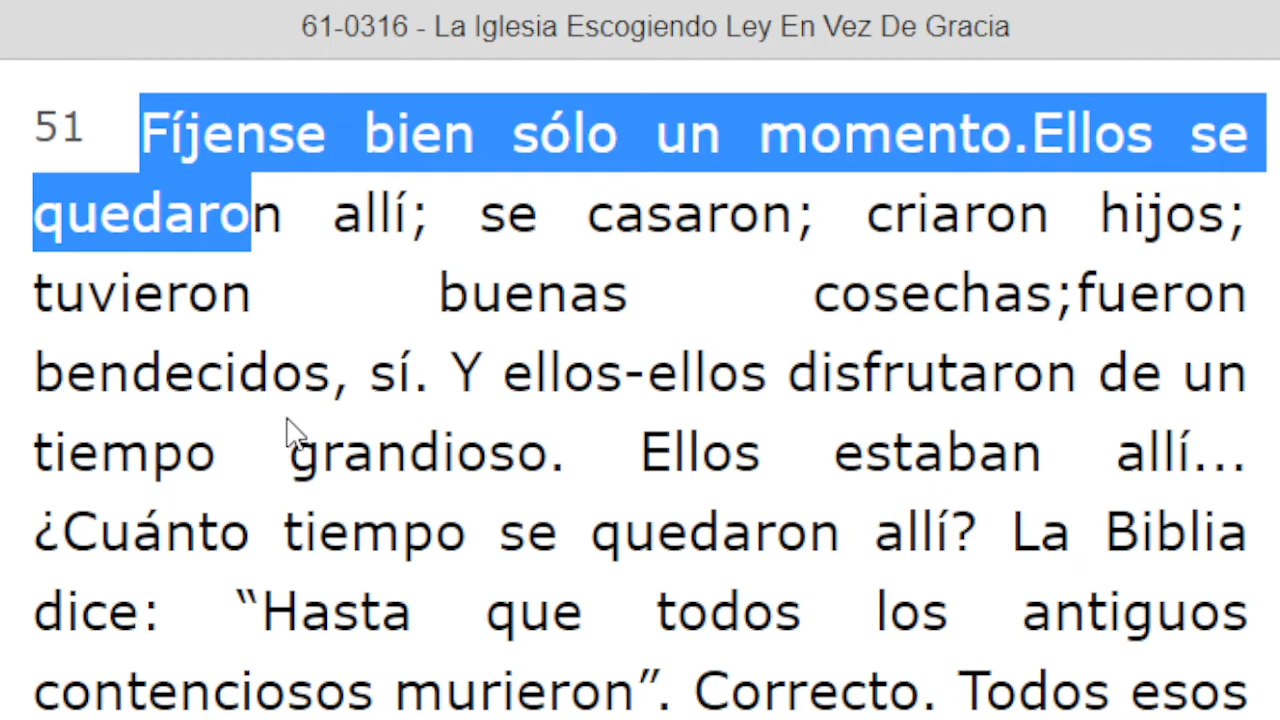 61-0316 - La Iglesia Escogiendo Ley En Vez De Gracia
51 Fíjense bien sólo un momento.Ellos se
quedaron allí; se casaron; criaron hijos;
tuvieron buenas cosechas;fueron
bendecidos, sí. Y ellos-ellos disfrutaron de un
tiempo grandioso. Ellos estaban allí...
¿Cuánto tiempo se quedaron allí? La Biblia
dice: “Hasta que todos los antiguos
contenciosos murieron”. Correcto. Todos esos